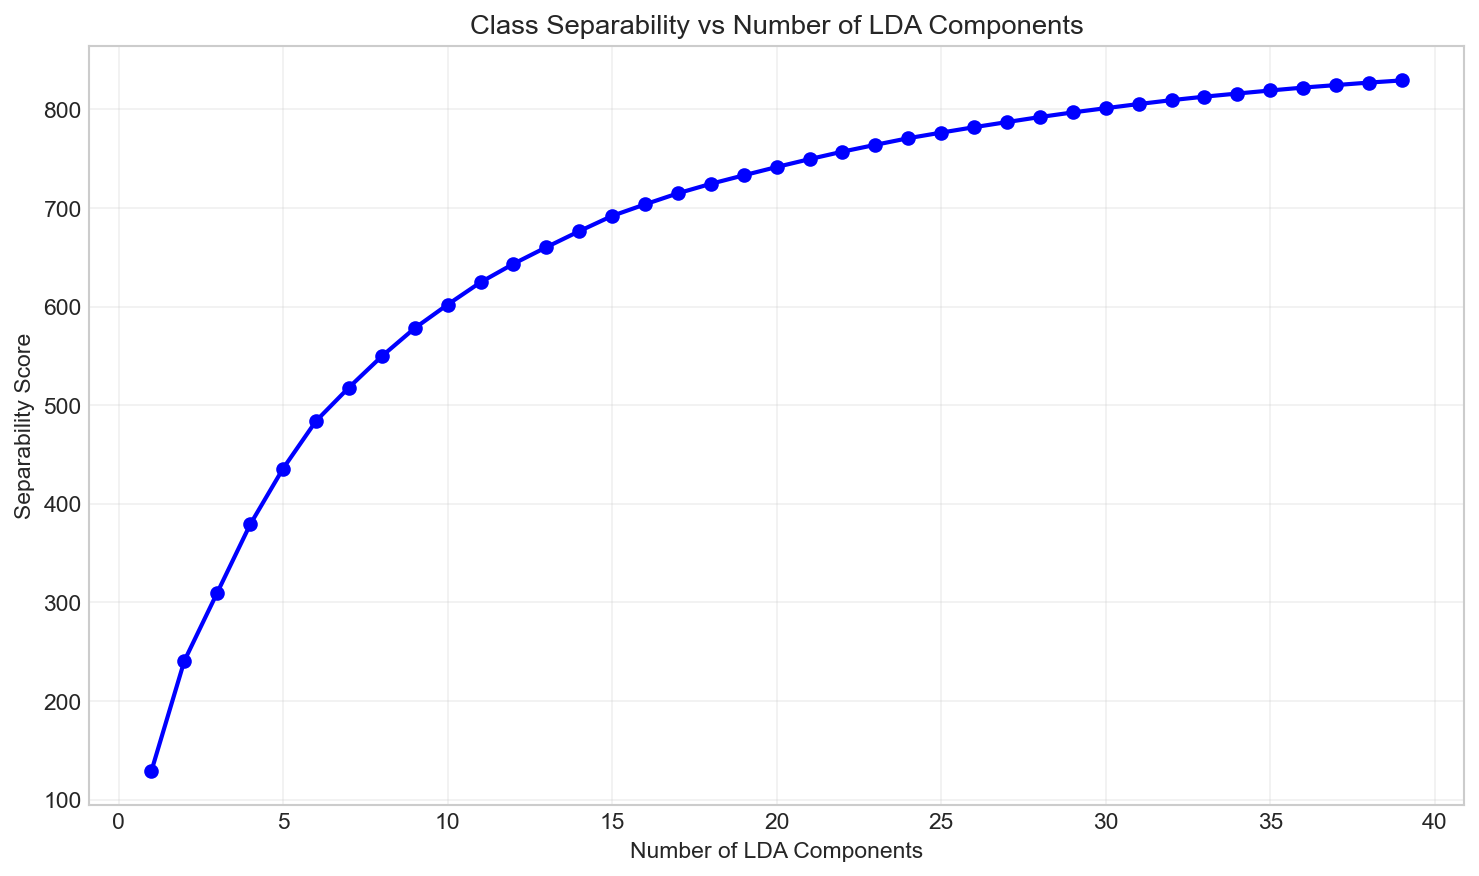 Class Separability vs Number of LDA Components
Separability Score
800
700
600
500
400
300
200
100
0 5 10 15 20 25 30 35 40
Number of LDA Components